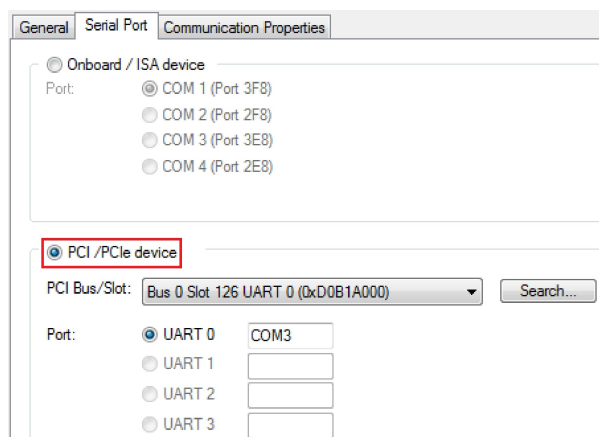 General Serial Port Communication Properties
Onboard / ISA device
Port: COM 1 (Port 3F8)
COM 2 (Port 2F8)
COM 3 (Port 3E8)
COM 4 (Port 2E8)
PCI /PCIe device
PCI Bus/Slot: Bus 0 Slot 126 UART 0 (0xD0B1A000) Search...
Port: UART 0 COM3
UART 1
UART 2
UART 3